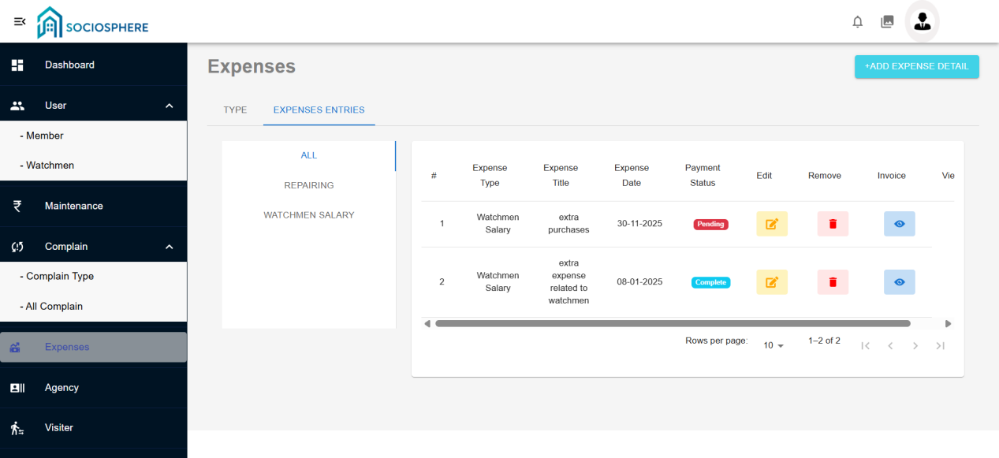 SOCIOSPHERE
Dashboard
User
- Member
- Watchmen
Maintenance
Complain
- Complain Type
- All Complain
Expenses
Agency
Visiter
Expenses
+ADD EXPENSE DETAIL
TYPE
EXPENSES ENTRIES
ALL
REPAIRING
WATCHMEN SALARY
#
Expense
Type
Expense
Title
Expense
Date
Payment
Status
Edit
Remove
Invoice
Vie
1
Watchmen
Salary
extra
purchases
30-11-2025
Pending
2
Watchmen
Salary
extra
expense
related to
watchmen
08-01-2025
Complete
Rows per page:
10
1–2 of 2